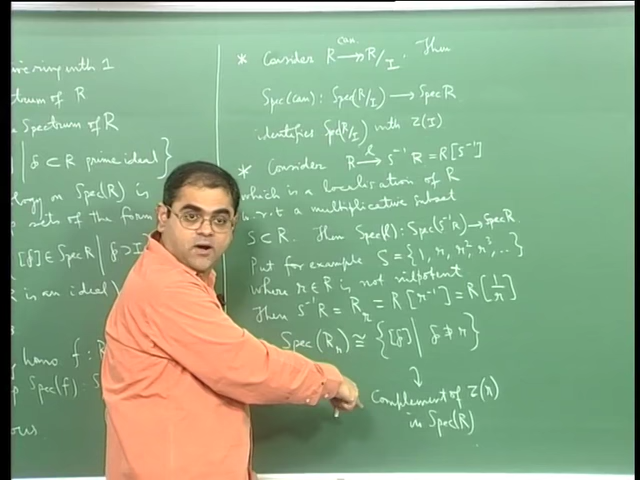 ring with 1
trum of R
Spectrum of R
| 𝔭 ⊂ R prime ideal }
logy on Spec(R) is
sets of the form
[𝔭] ∈ Spec R | 𝔭 ⊃ I
R is an ideal
homo f: R
Spec(f):
ous
* Consider R →(can.) R/I. Then
Spec(can): Spec(R/I) → Spec R
identifies Spec(R/I) with Z(I)
* Consider R →ℓ S⁻¹R = R[S⁻¹]
which is a localisation of R
w.r.t a multiplicative subset
S ⊂ R. Then Spec(ℓ): Spec(S⁻¹R) → Spec R.
Put for example S = {1, r, r², r³, ..}
where r ∈ R is not nilpotent
Then S⁻¹R = R_r = R[r⁻¹] = R[1/r]
Spec(R_r) ≅ {[𝔭] | 𝔭 ∌ r}
Complement of Z(r)
in Spec(R)